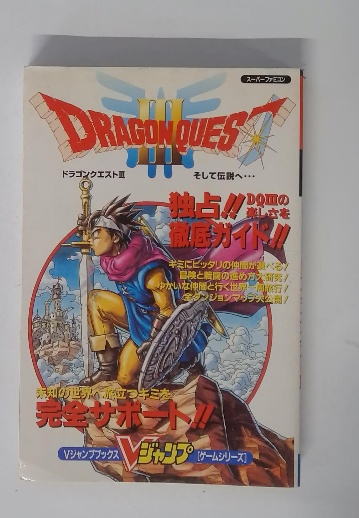 スーパーファミコン
DRAGON QUEST
III
ドラゴンクエストIII
そして伝説へ…
独占!! DQIIIの楽しさを
徹底ガイド!!
キミにピッタリの仲間が選べる!
冒険と戦闘の進め方大研究!
ゆかいな仲間と行く世界一周旅行!
全ダンジョンマップ大公開!
未知の世界へ旅立つキミを
完全サポート!!
Vジャンプブックス
Vジャンプ
[ゲームシリーズ]